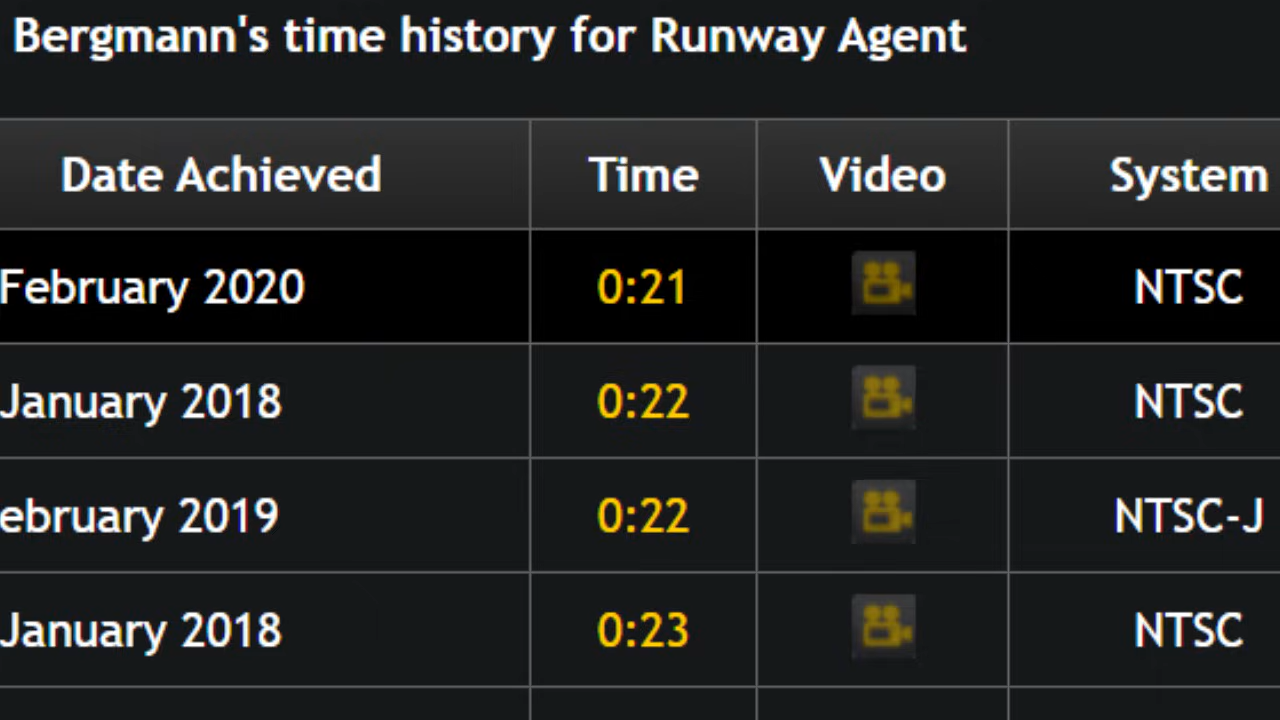 Bergmann's time history for Runway Agent
Date Achieved Time Video System
February 2020 0:21 NTSC
January 2018 0:22 NTSC
ebruary 2019 0:22 NTSC-J
January 2018 0:23 NTSC